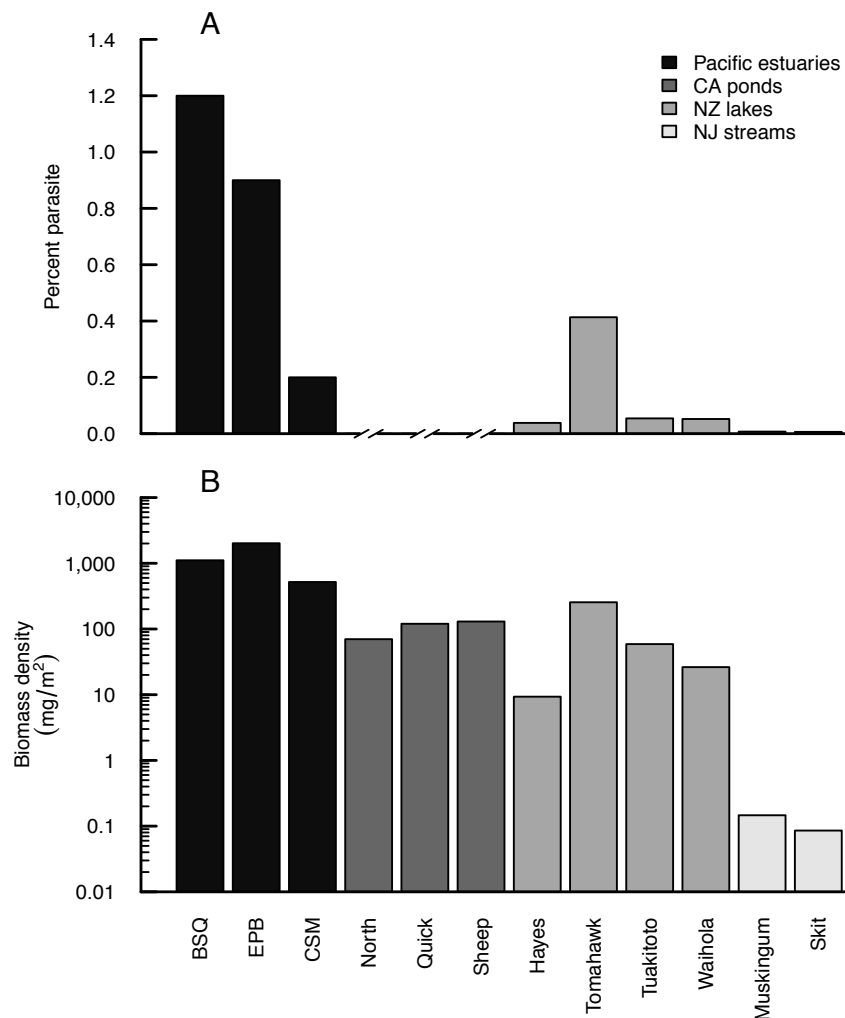 A
Pacific estuaries
CA ponds
NZ lakes
NJ streams
Percent parasite
1.4
1.2
1.0
0.8
0.6
0.4
0.2
0.0
B
Biomass density
(mg/m²)
10,000
1,000
100
10
1
0.1
0.01
BSQ
EPB
CSM
North
Quick
Sheep
Hayes
Tomahawk
Tuakitoto
Waihola
Muskingum
Skit